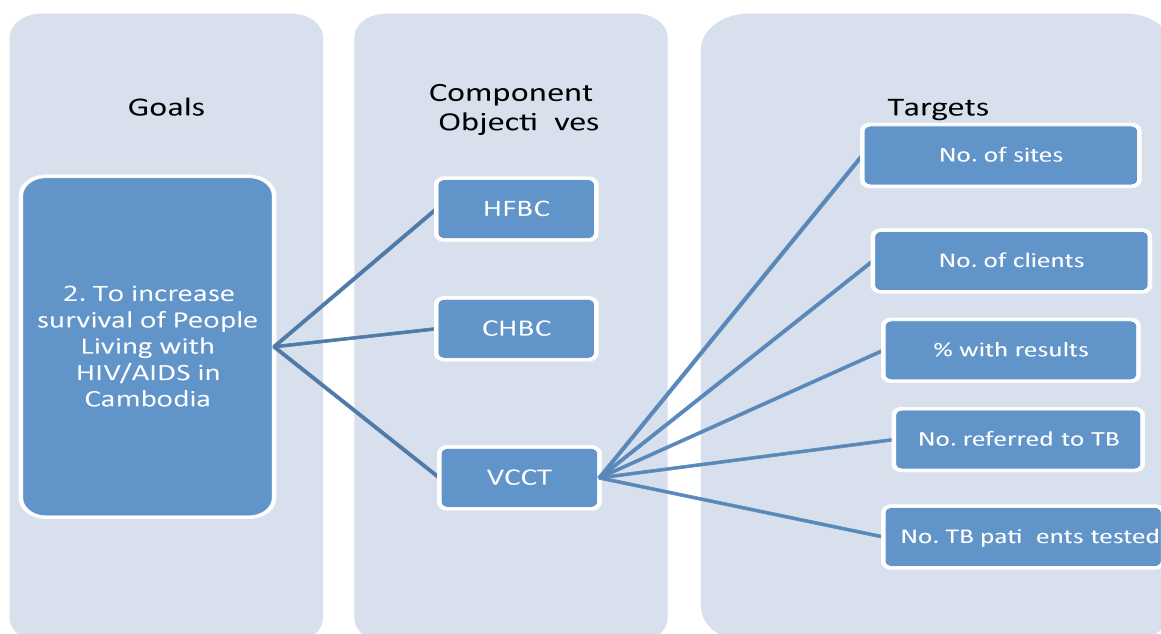 Goals
Component
Objecti ves
Targets
2. To increase
survival of People
Living with
HIV/AIDS in
Cambodia
HFBC
CHBC
VCCT
No. of sites
No. of clients
% with results
No. referred to TB
No. TB pati ents tested